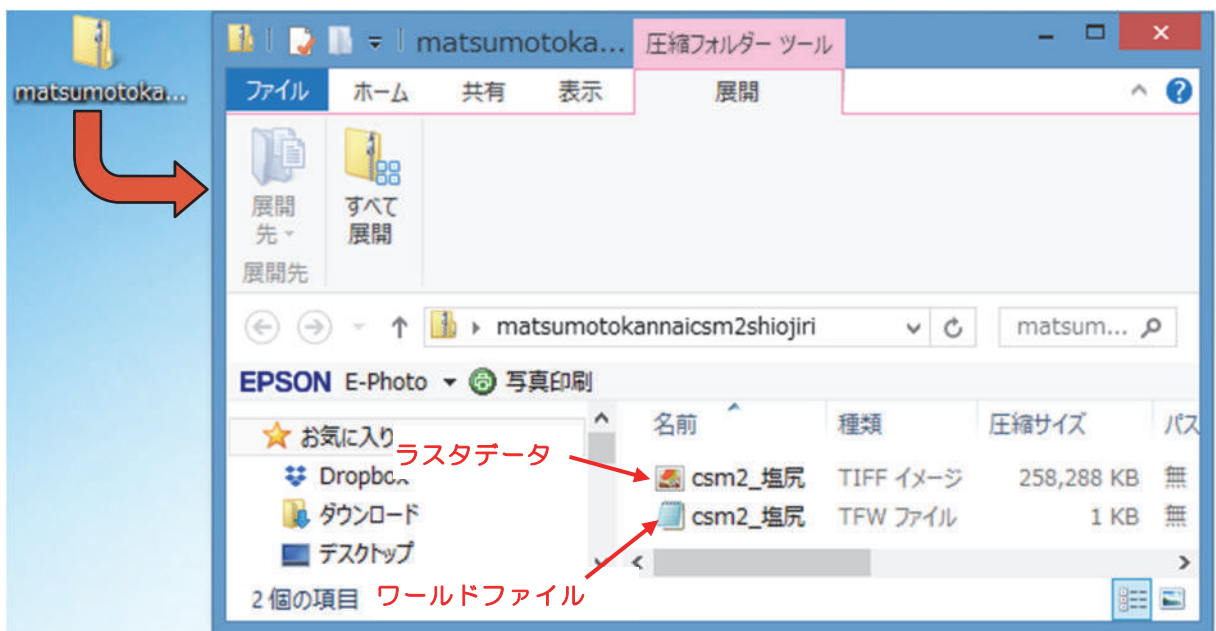 matsumotoka...
matsumotoka...
圧縮フォルダー ツール
ファイル ホーム 共有 表示 展開
展開先
すべて展開
展開先
matsumotokannaicsm2shiojiri
matsum...
EPSON E-Photo 写真印刷
お気に入り
Dropbo
ダウンロード
デスクトップ
名前 種類 圧縮サイズ パス
ラスタデータ
csm2_塩尻 TIFF イメージ 258,288 KB 無
csm2_塩尻 TFW ファイル 1 KB 無
ワールドファイル
2 個の項目